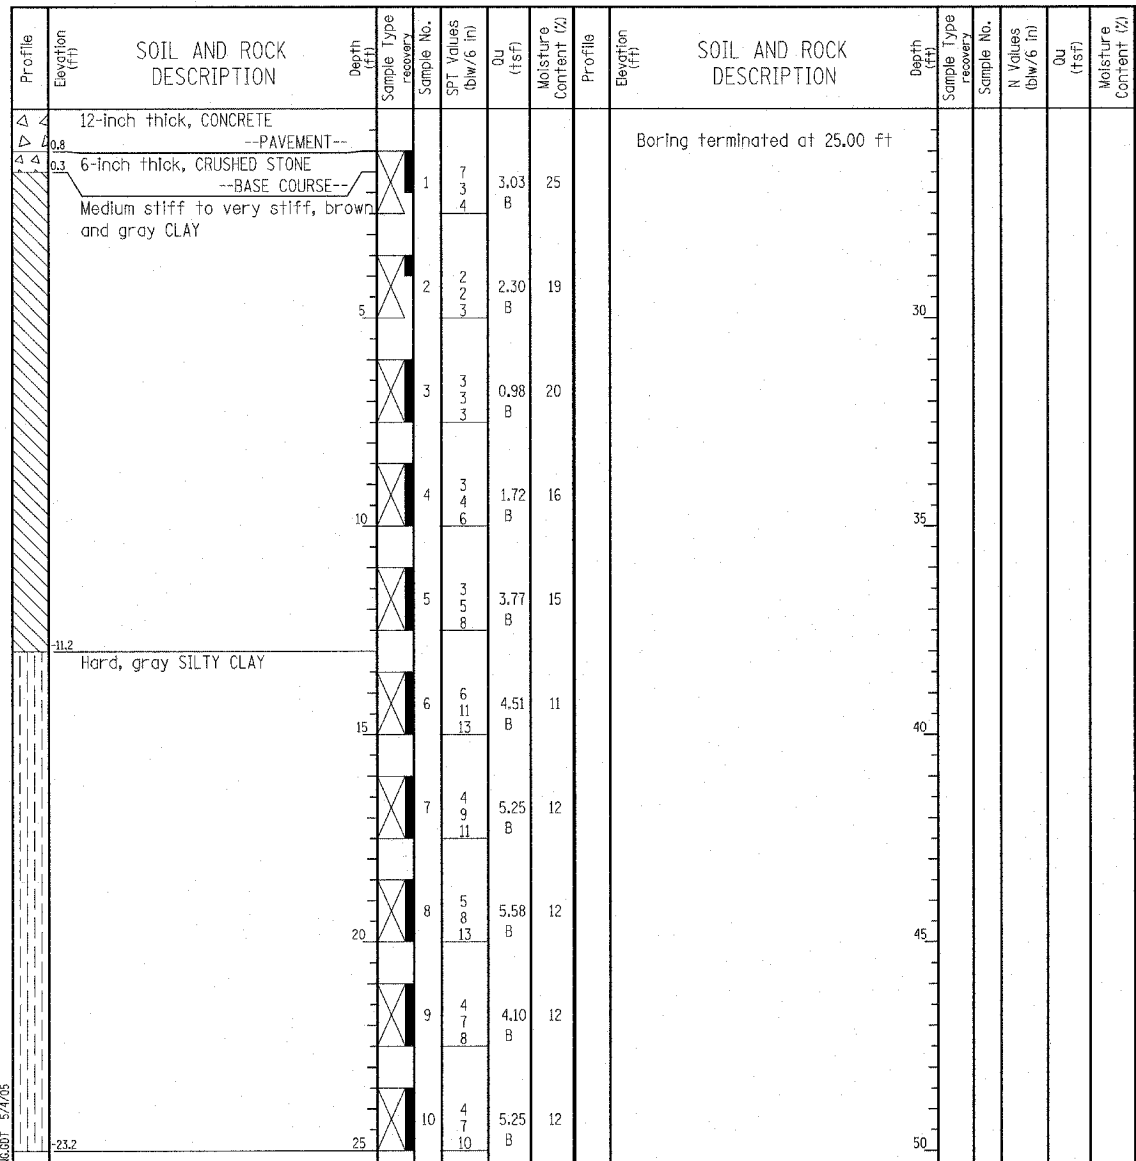 Profile
Elevation
(ft)
SOIL AND ROCK
DESCRIPTION
Depth
(ft)
Sample Type
recovery
Sample No.
SPT Values
(blw/6 in)
Qu
(tsf)
Moisture
Content (%)
Profile
Elevation
(ft)
SOIL AND ROCK
DESCRIPTION
Depth
(ft)
Sample Type
recovery
Sample No.
N Values
(blw/6 in)
Qu
(tsf)
Moisture
Content (%)
12-inch thick, CONCRETE
0.8 --PAVEMENT--
0.3 6-inch thick, CRUSHED STONE
--BASE COURSE--
Medium stiff to very stiff, brown
and gray CLAY
1 7 3 4 3.03 B 25
2 2 2 3 2.30 B 19
5
3 3 3 3 0.98 B 20
4 3 4 6 1.72 B 16
10
5 3 5 8 3.77 B 15
-11.2
Hard, gray SILTY CLAY
6 6 11 13 4.51 B 11
15
7 4 9 11 5.25 B 12
8 5 8 13 5.58 B 12
20
9 4 7 8 4.10 B 12
10 4 7 10 5.25 B 12
-23.2 25
Boring terminated at 25.00 ft
30
35
40
45
50
5/4/05